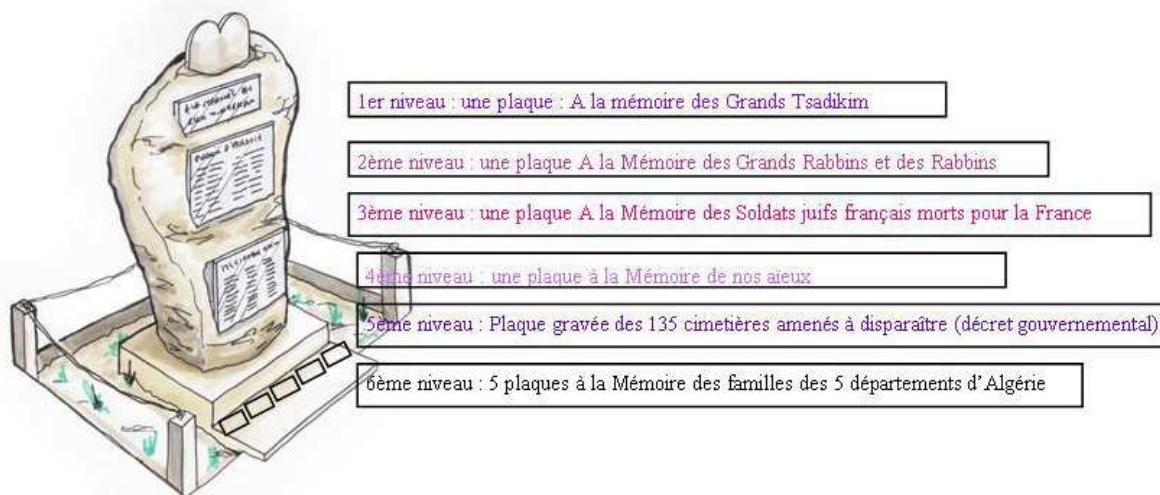 1er niveau : une plaque : A la mémoire des Grands Tsadikim
2ème niveau : une plaque A la Mémoire des Grands Rabbins et des Rabbins
3ème niveau : une plaque A la Mémoire des Soldats juifs français morts pour la France
4ème niveau : une plaque à la Mémoire de nos aïeux
5ème niveau : Plaque gravée des 135 cimetières amenés à disparaître (décret gouvernemental)
6ème niveau : 5 plaques à la Mémoire des familles des 5 départements d’Algérie